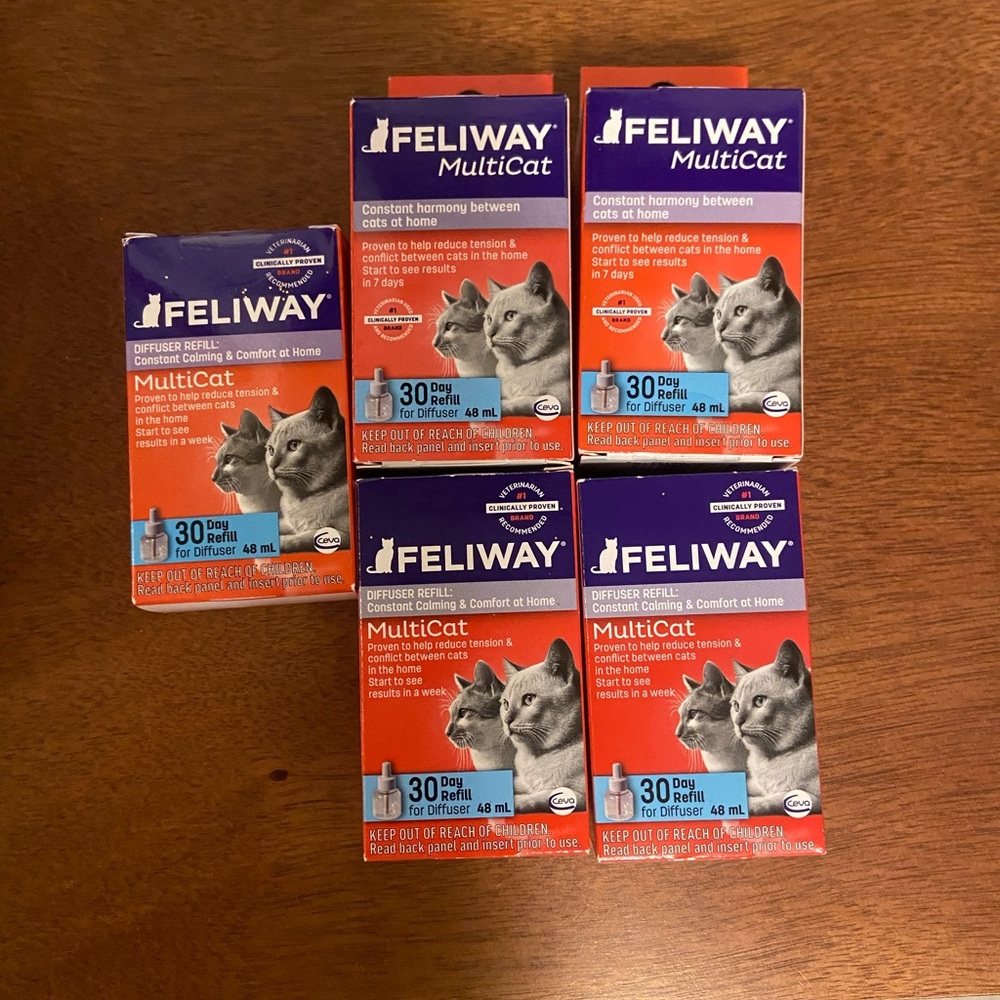 FELIWAY®
MultiCat
Constant harmony between
cats at home
Proven to help reduce tension &
conflict between cats in the home
Start to see results
in 7 days
#1
CLINICALLY PROVEN
BRAND
30 Day
Refill
for Diffuser 48 mL
Ceva
KEEP OUT OF REACH OF CHILDREN.
Read back panel and insert prior to use.
FELIWAY®
MultiCat
Constant harmony between
cats at home
Proven to help reduce tension &
conflict between cats in the home
Start to see results
in 7 days
#1
CLINICALLY PROVEN
BRAND
30 Day
Refill
for Diffuser 48 mL
Ceva
KEEP OUT OF REACH OF CHILDREN.
Read back panel and insert prior to use.
VETERINARIAN
#1
CLINICALLY PROVEN
BRAND
RECOMMENDED
FELIWAY®
DIFFUSER REFILL:
Constant Calming & Comfort at Home
MultiCat
Proven to help reduce tension &
conflict between cats
in the home
Start to see
results in a week
30 Day
Refill
for Diffuser 48 mL
Ceva
KEEP OUT OF REACH OF CHILDREN.
Read back panel and insert prior to use.
VETERINARIAN
#1
CLINICALLY PROVEN
BRAND
RECOMMENDED
FELIWAY®
DIFFUSER REFILL:
Constant Calming & Comfort at Home
MultiCat
Proven to help reduce tension &
conflict between cats
in the home
Start to see
results in a week
30 Day
Refill
for Diffuser 48 mL
Ceva
KEEP OUT OF REACH OF CHILDREN.
Read back panel and insert prior to use.
VETERINARIAN
#1
CLINICALLY PROVEN
BRAND
RECOMMENDED
FELIWAY®
DIFFUSER REFILL:
Constant Calming & Comfort at Home
MultiCat
Proven to help reduce tension &
conflict between cats
in the home
Start to see
results in a week
30 Day
Refill
for Diffuser 48 mL
Ceva
KEEP OUT OF REACH OF CHILDREN.
Read back panel and insert prior to use.